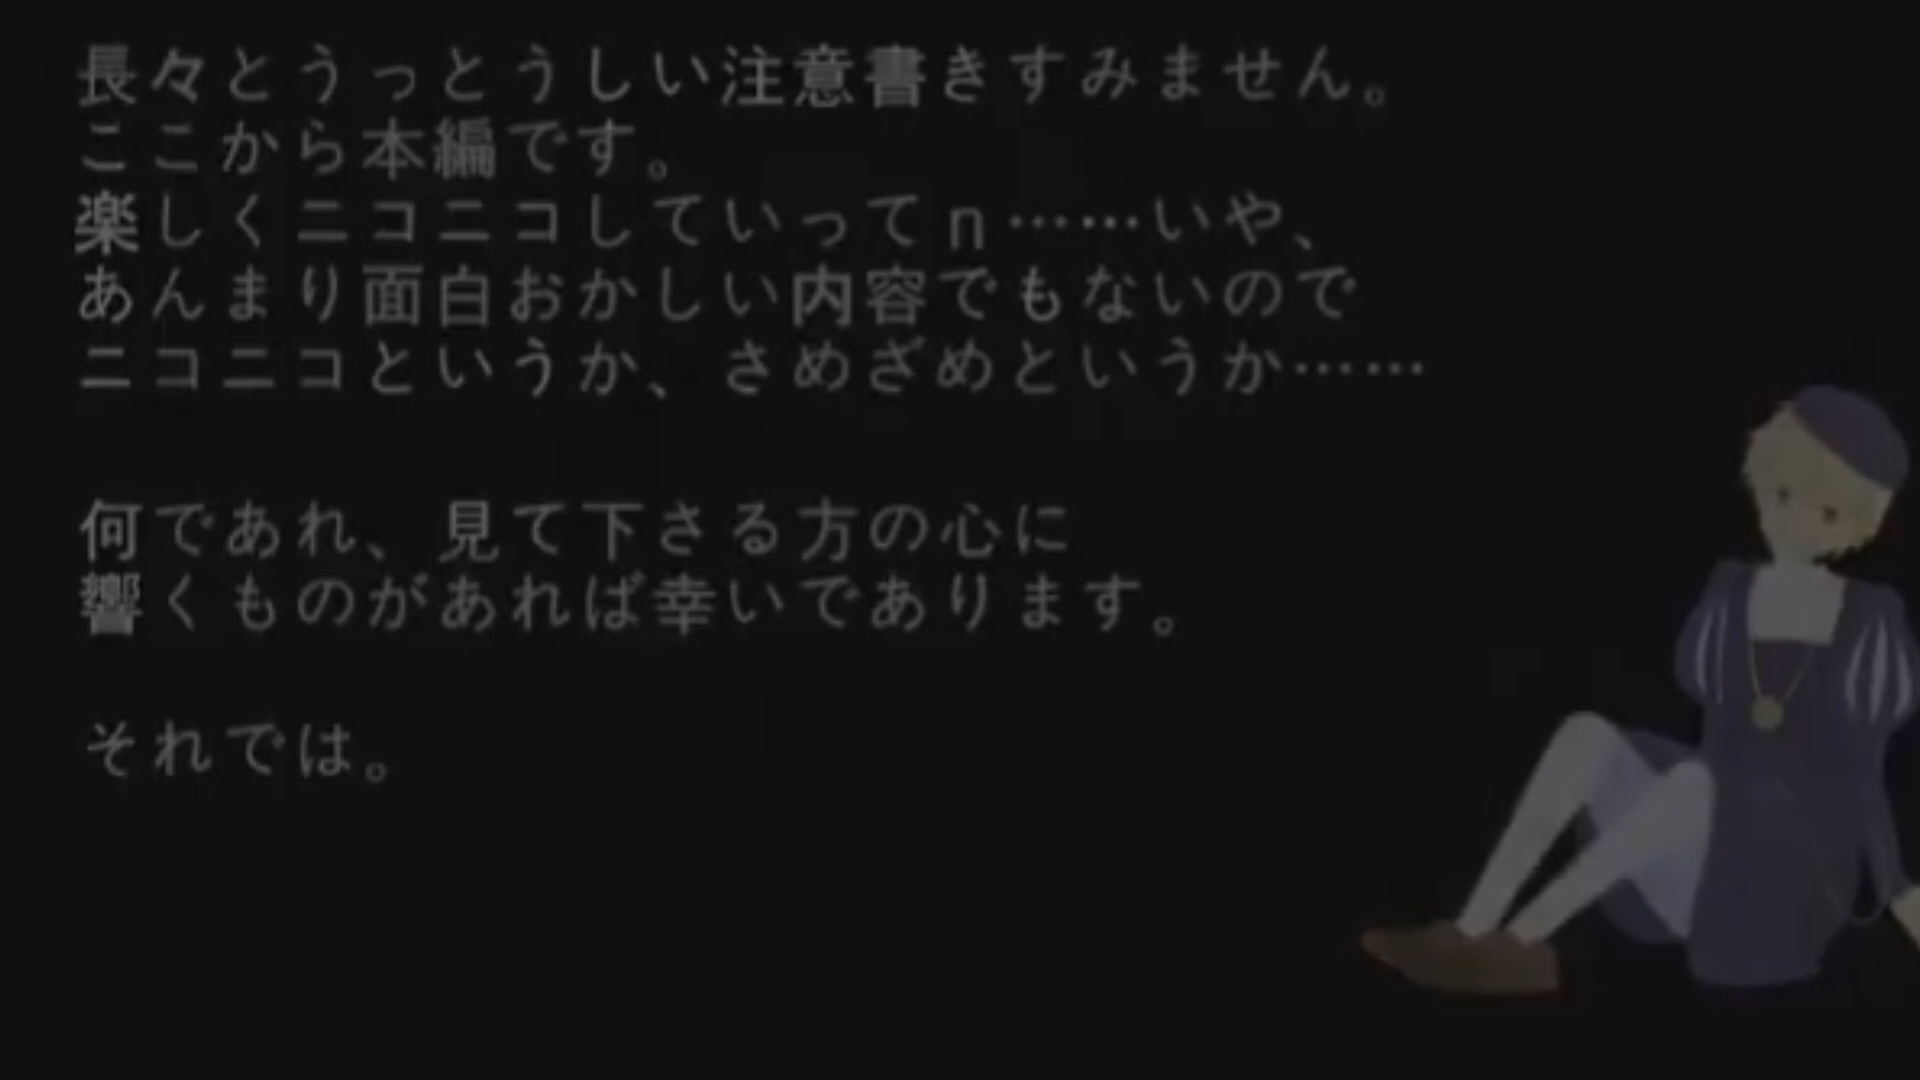 長々とうっとうしい注意書きすみません。
ここから本編です。
楽しくニコニコしていってｎ……いや、
あんまり面白おかしい内容でもないので
ニコニコというか、さめざめというか……
何であれ、見て下さる方の心に
響くものがあれば幸いであります。
それでは。